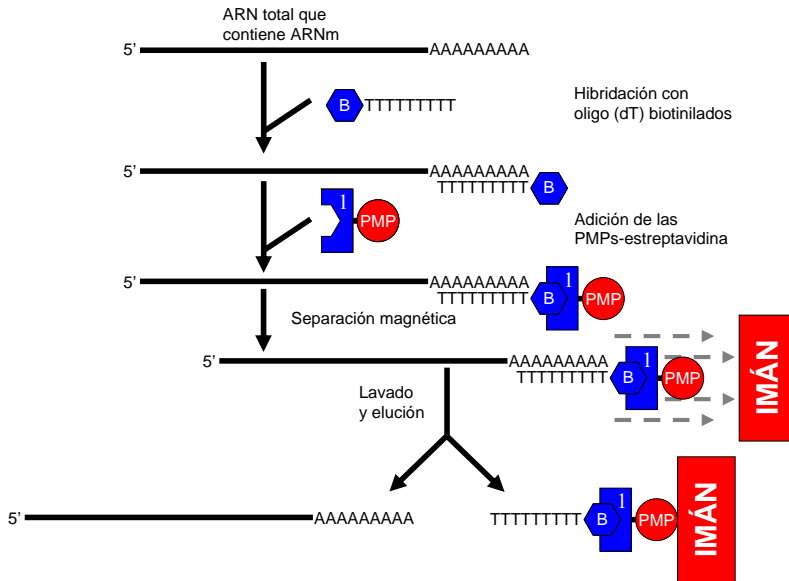 ARN total que
contiene ARNm
5' AAAAAAAAA
B TTTTTTTTT
Hibridación con
oligo (dT) biotinilados
5' AAAAAAAAA
TTTTTTTTT B
1
PMP
Adición de las
PMPs-estreptavidina
5' AAAAAAAAA
TTTTTTTTT B 1 PMP
Separación magnética
5' AAAAAAAAA
TTTTTTTTT B 1 PMP
IMÁN
Lavado
y elución
5' AAAAAAAAA
TTTTTTTTT B 1 PMP
IMÁN